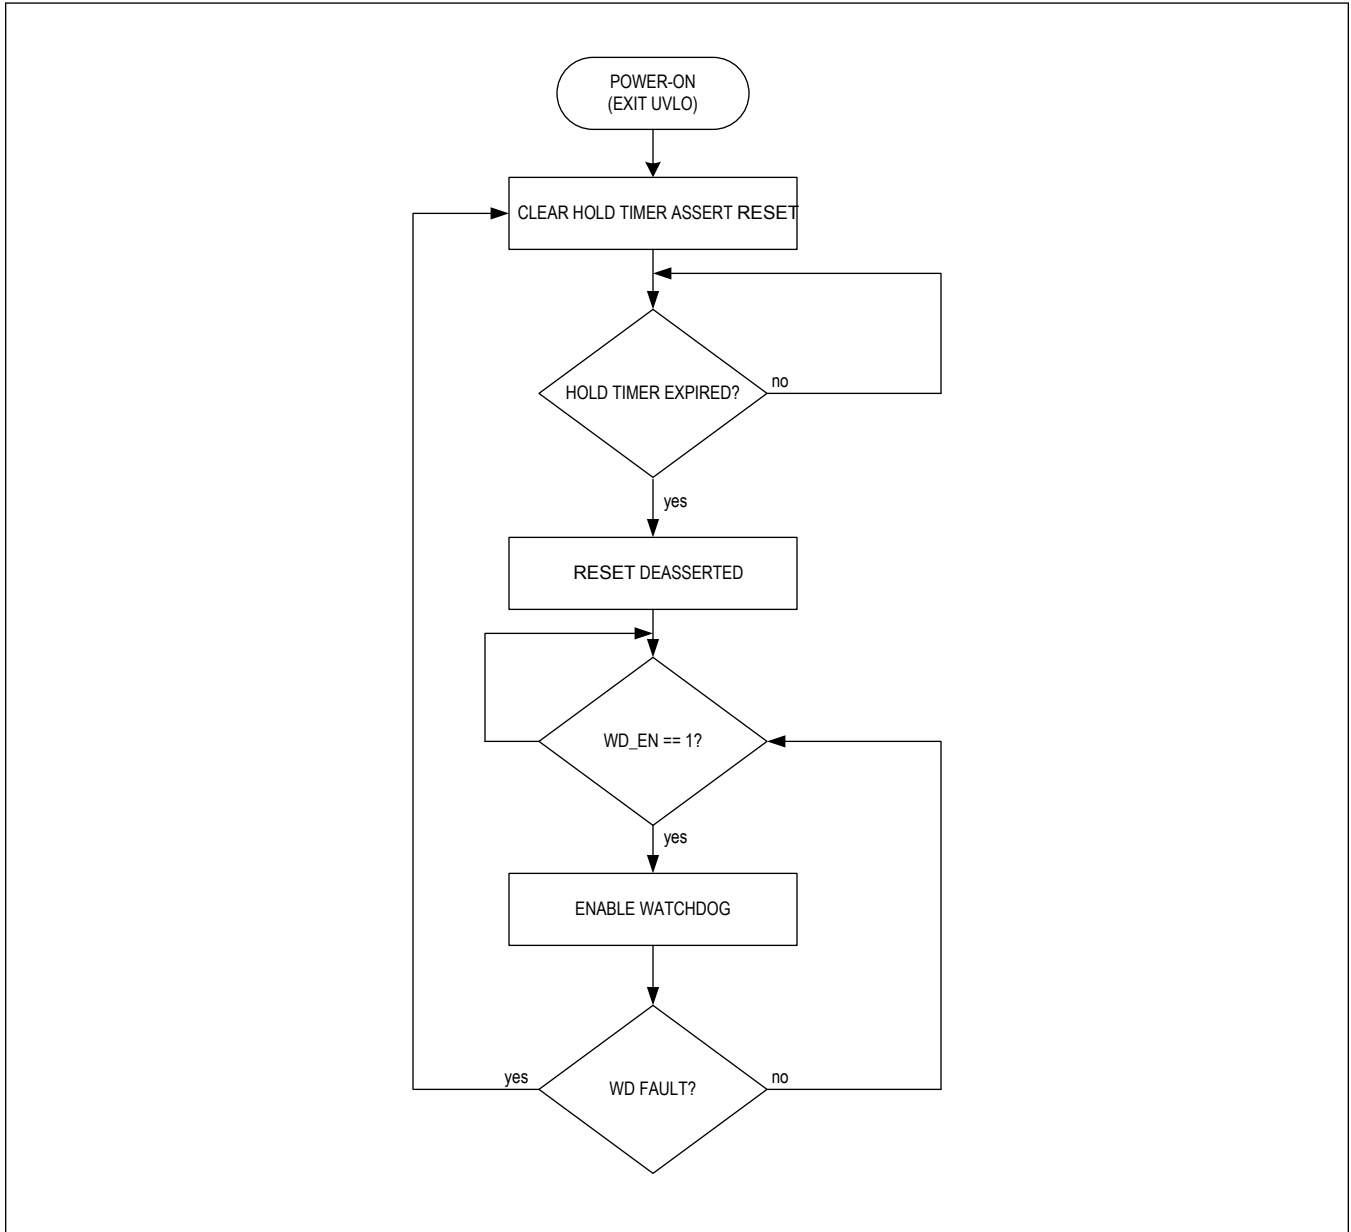 POWER-ON
(EXIT UVLO)
CLEAR HOLD TIMER ASSERT RESET
HOLD TIMER EXPIRED?
no
yes
RESET DEASSERTED
WD_EN == 1?
yes
ENABLE WATCHDOG
yes
WD FAULT?
no